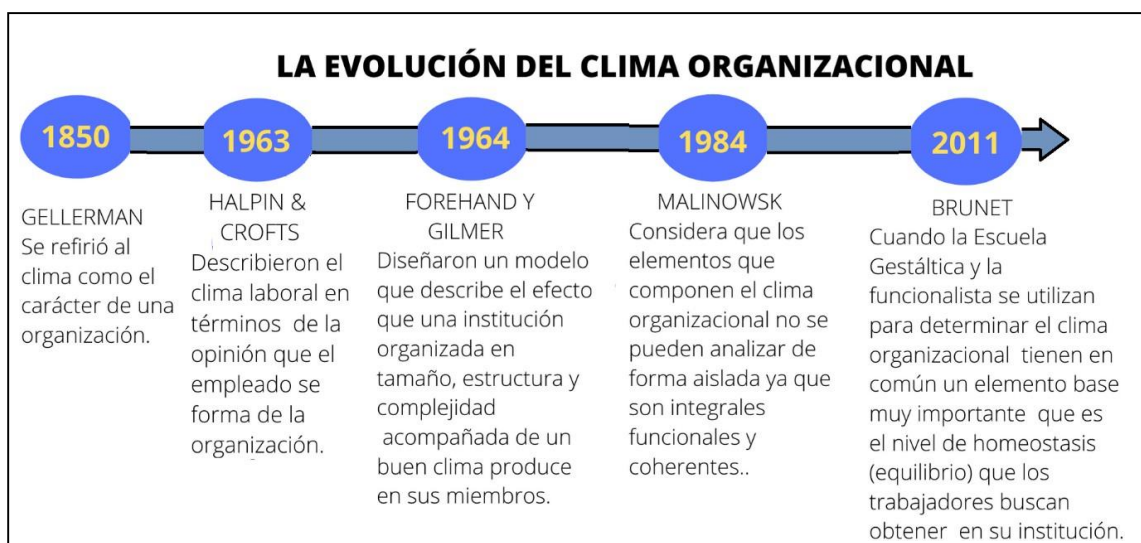 LA EVOLUCIÓN DEL CLIMA ORGANIZACIONAL
1850
GELLERMAN
Se refirió al
clima como el
carácter de una
organización.
1963
HALPIN &
CROFTS
Describieron el
clima laboral en
términos de la
opinión que el
empleado se
forma de la
organización.
1964
FOREHAND Y
GILMER
Diseñaron un modelo
que describe el efecto
que una institución
organizada en
tamaño, estructura y
complejidad
acompañada de un
buen clima produce
en sus miembros.
1984
MALINOWSK
Considera que los
elementos que
componen el clima
organizacional no se
pueden analizar de
forma aislada ya que
son integrales
funcionales y
coherentes..
2011
BRUNET
Cuando la Escuela
Gestáltica y la
funcionalista se utilizan
para determinar el clima
organizacional tienen en
común un elemento base
muy importante que es
el nivel de homeostasis
(equilibrio) que los
trabajadores buscan
obtener en su institución.